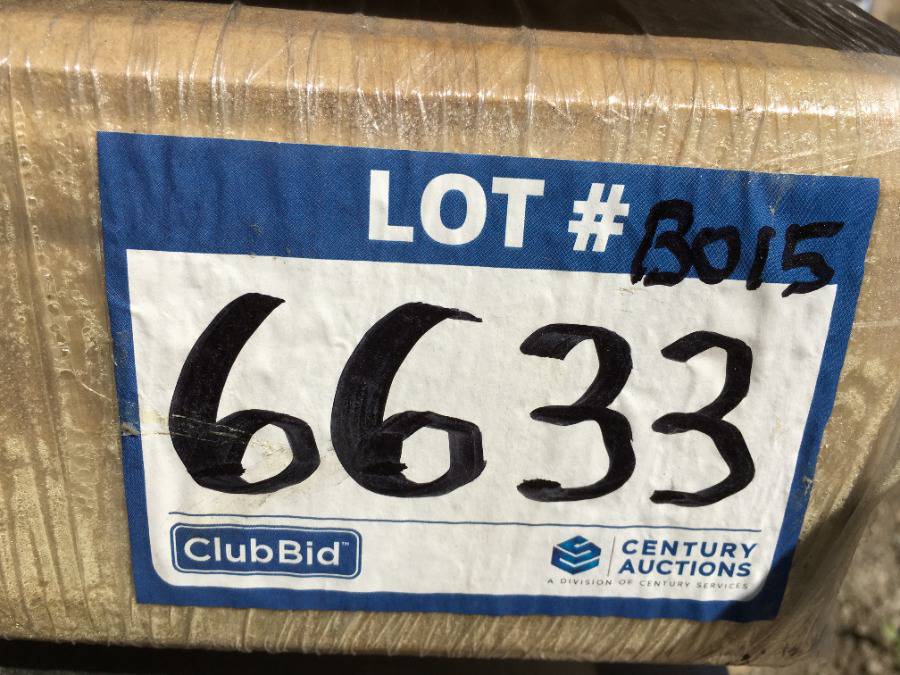 LOT # B015
6633
ClubBid™
CENTURY
AUCTIONS
A DIVISION OF CENTURY SERVICES